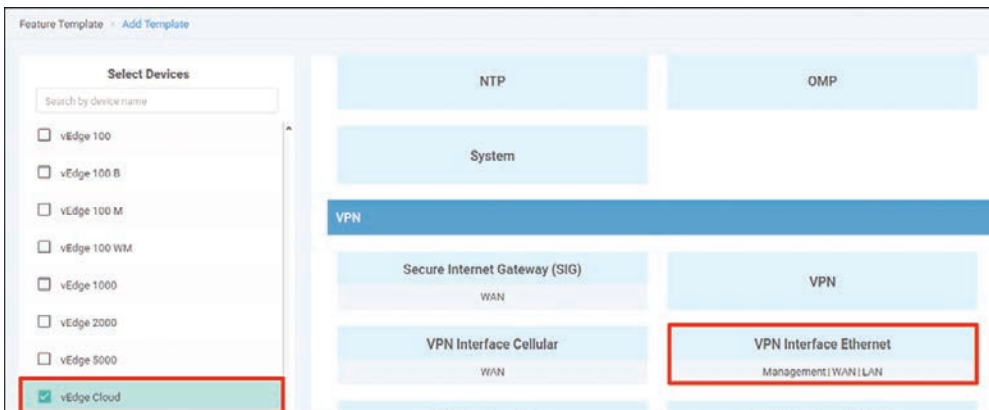 Feature Template > Add Template
Select Devices
Search by device name
vEdge 100
vEdge 100 B
vEdge 100 M
vEdge 100 WM
vEdge 1000
vEdge 2000
vEdge 5000
vEdge Cloud
NTP
OMP
System
VPN
Secure Internet Gateway (SIG)
WAN
VPN
VPN Interface Cellular
WAN
VPN Interface Ethernet
Management | WAN | LAN